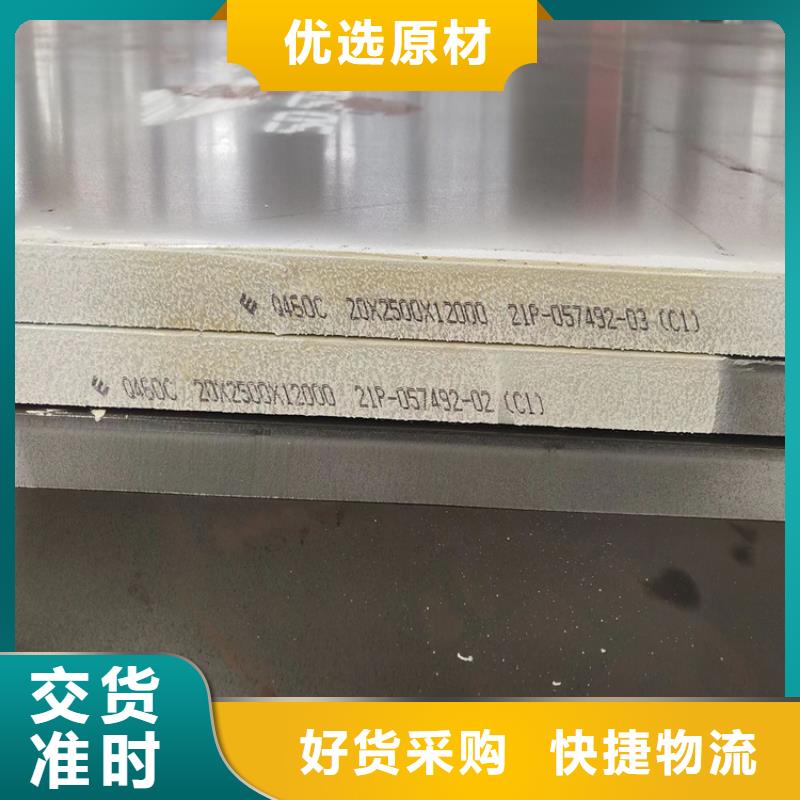 优选原材
Q460C 20X2500X12000 21P-057492-03 (C1)
Q460C 20X2500X12000 21P-057492-02 (C1)
交货
准时
好货采购 快捷物流